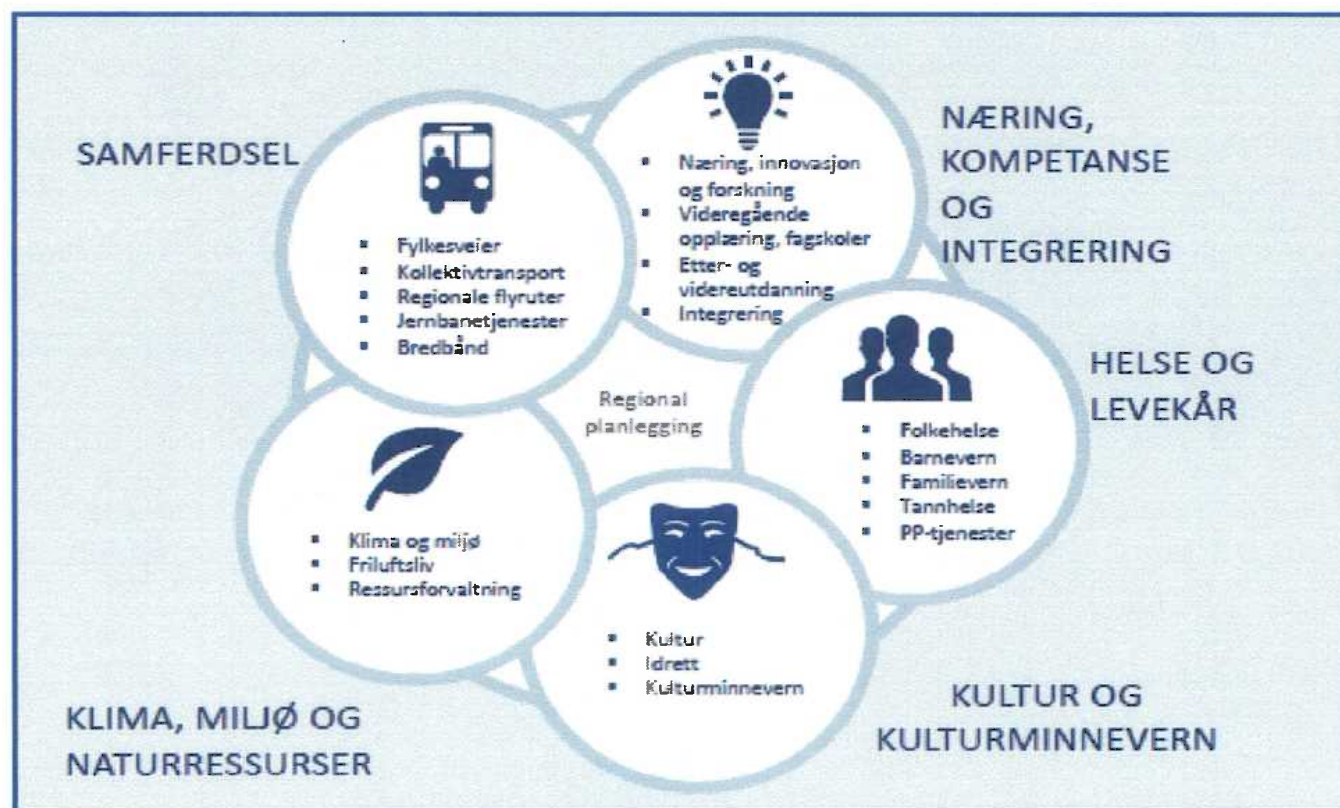 SAMFERDSEL
Fylkesveier
Kollektivtransport
Regionale flyruter
Jernbanetjenester
Bredbånd
NÆRING,
KOMPETANSE
OG
INTEGRERING
Næring, innovasjon
og forskning
Videregående
opplæring, fagskoler
Etter- og
videreutdanning
Integrering
HELSE OG
LEVEKÅR
Folkehelse
Barnevern
Familievern
Tannhelse
PP-tjenester
Regional
planlegging
Klima og miljø
Friluftsliv
Ressursforvaltning
KLIMA, MILJØ OG
NATURRESSURSER
Kultur
Idrett
Kulturminnevern
KULTUR OG
KULTURMINNEVERN